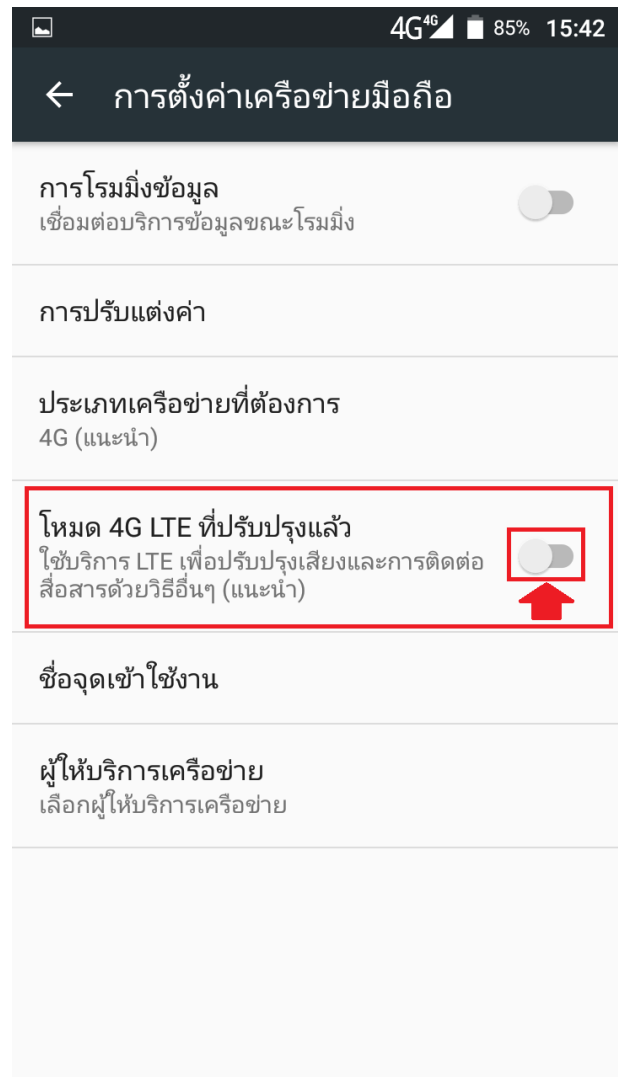 4G 4G 85% 15:42
การตั้งค่าเครือข่ายมือถือ
การโรมมิ่งข้อมูล
เชื่อมต่อบริการข้อมูลขณะโรมมิ่ง
การปรับแต่งค่า
ประเภทเครือข่ายที่ต้องการ
4G (แนะนำ)
โหมด 4G LTE ที่ปรับปรุงแล้ว
ใช้บริการ LTE เพื่อปรับปรุงเสียงและการติดต่อ
สื่อสารด้วยวิธีอื่นๆ (แนะนำ)
ชื่อจุดเข้าใช้งาน
ผู้ให้บริการเครือข่าย
เลือกผู้ให้บริการเครือข่าย